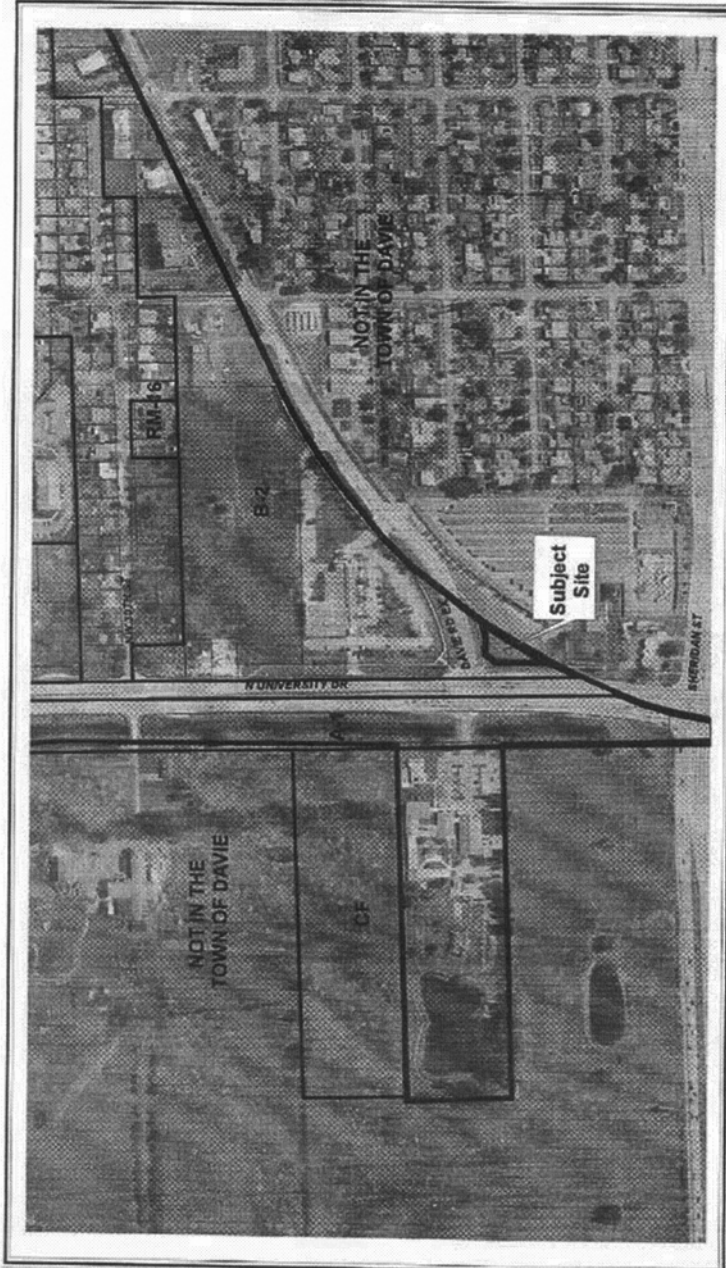 NOT IN THE
TOWN OF DAVIE
RM-16
B-2
Subject
Site
N UNIVERSITY DR
SHERIDAN ST
NOT IN THE
TOWN OF DAVIE
CF